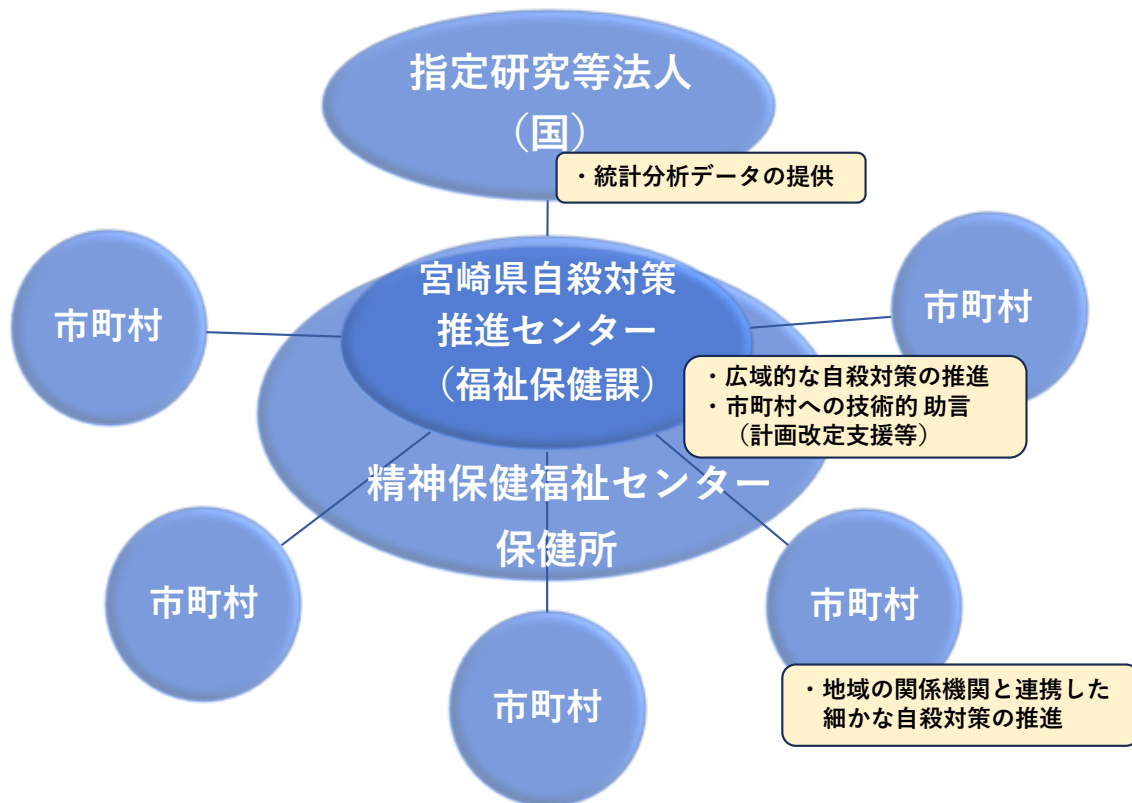 指定研究等法人
（国）
・統計分析データの提供
宮崎県自殺対策
推進センター
（福祉保健課）
市町村
市町村
・広域的な自殺対策の推進
・市町村への技術的 助言
（計画改定支援等）
精神保健福祉センター
保健所
市町村
市町村
市町村
・地域の関係機関と連携した
細かな自殺対策の推進